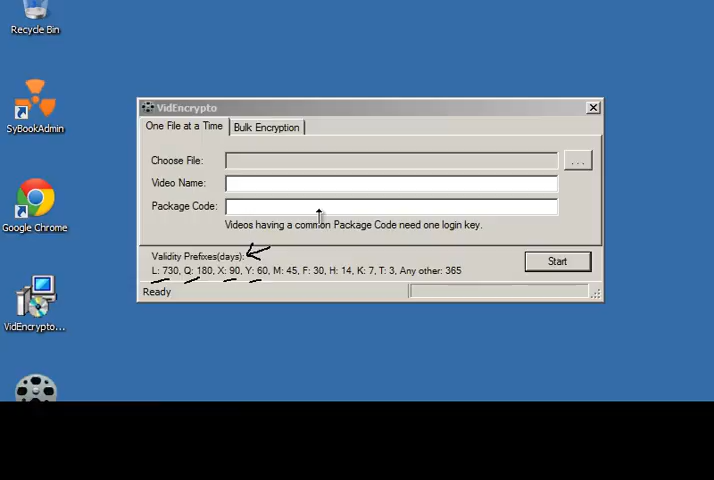 Recycle Bin
SyBookAdmin
Google Chrome
VidEncrypto...
VidEncrypto
One File at a Time
Bulk Encryption
Choose File:
...
Video Name:
Package Code:
Videos having a common Package Code need one login key.
Validity Prefixes(days):
L: 730, Q: 180, X: 90, Y: 60, M: 45, F: 30, H: 14, K: 7, T: 3, Any other: 365
Start
Ready